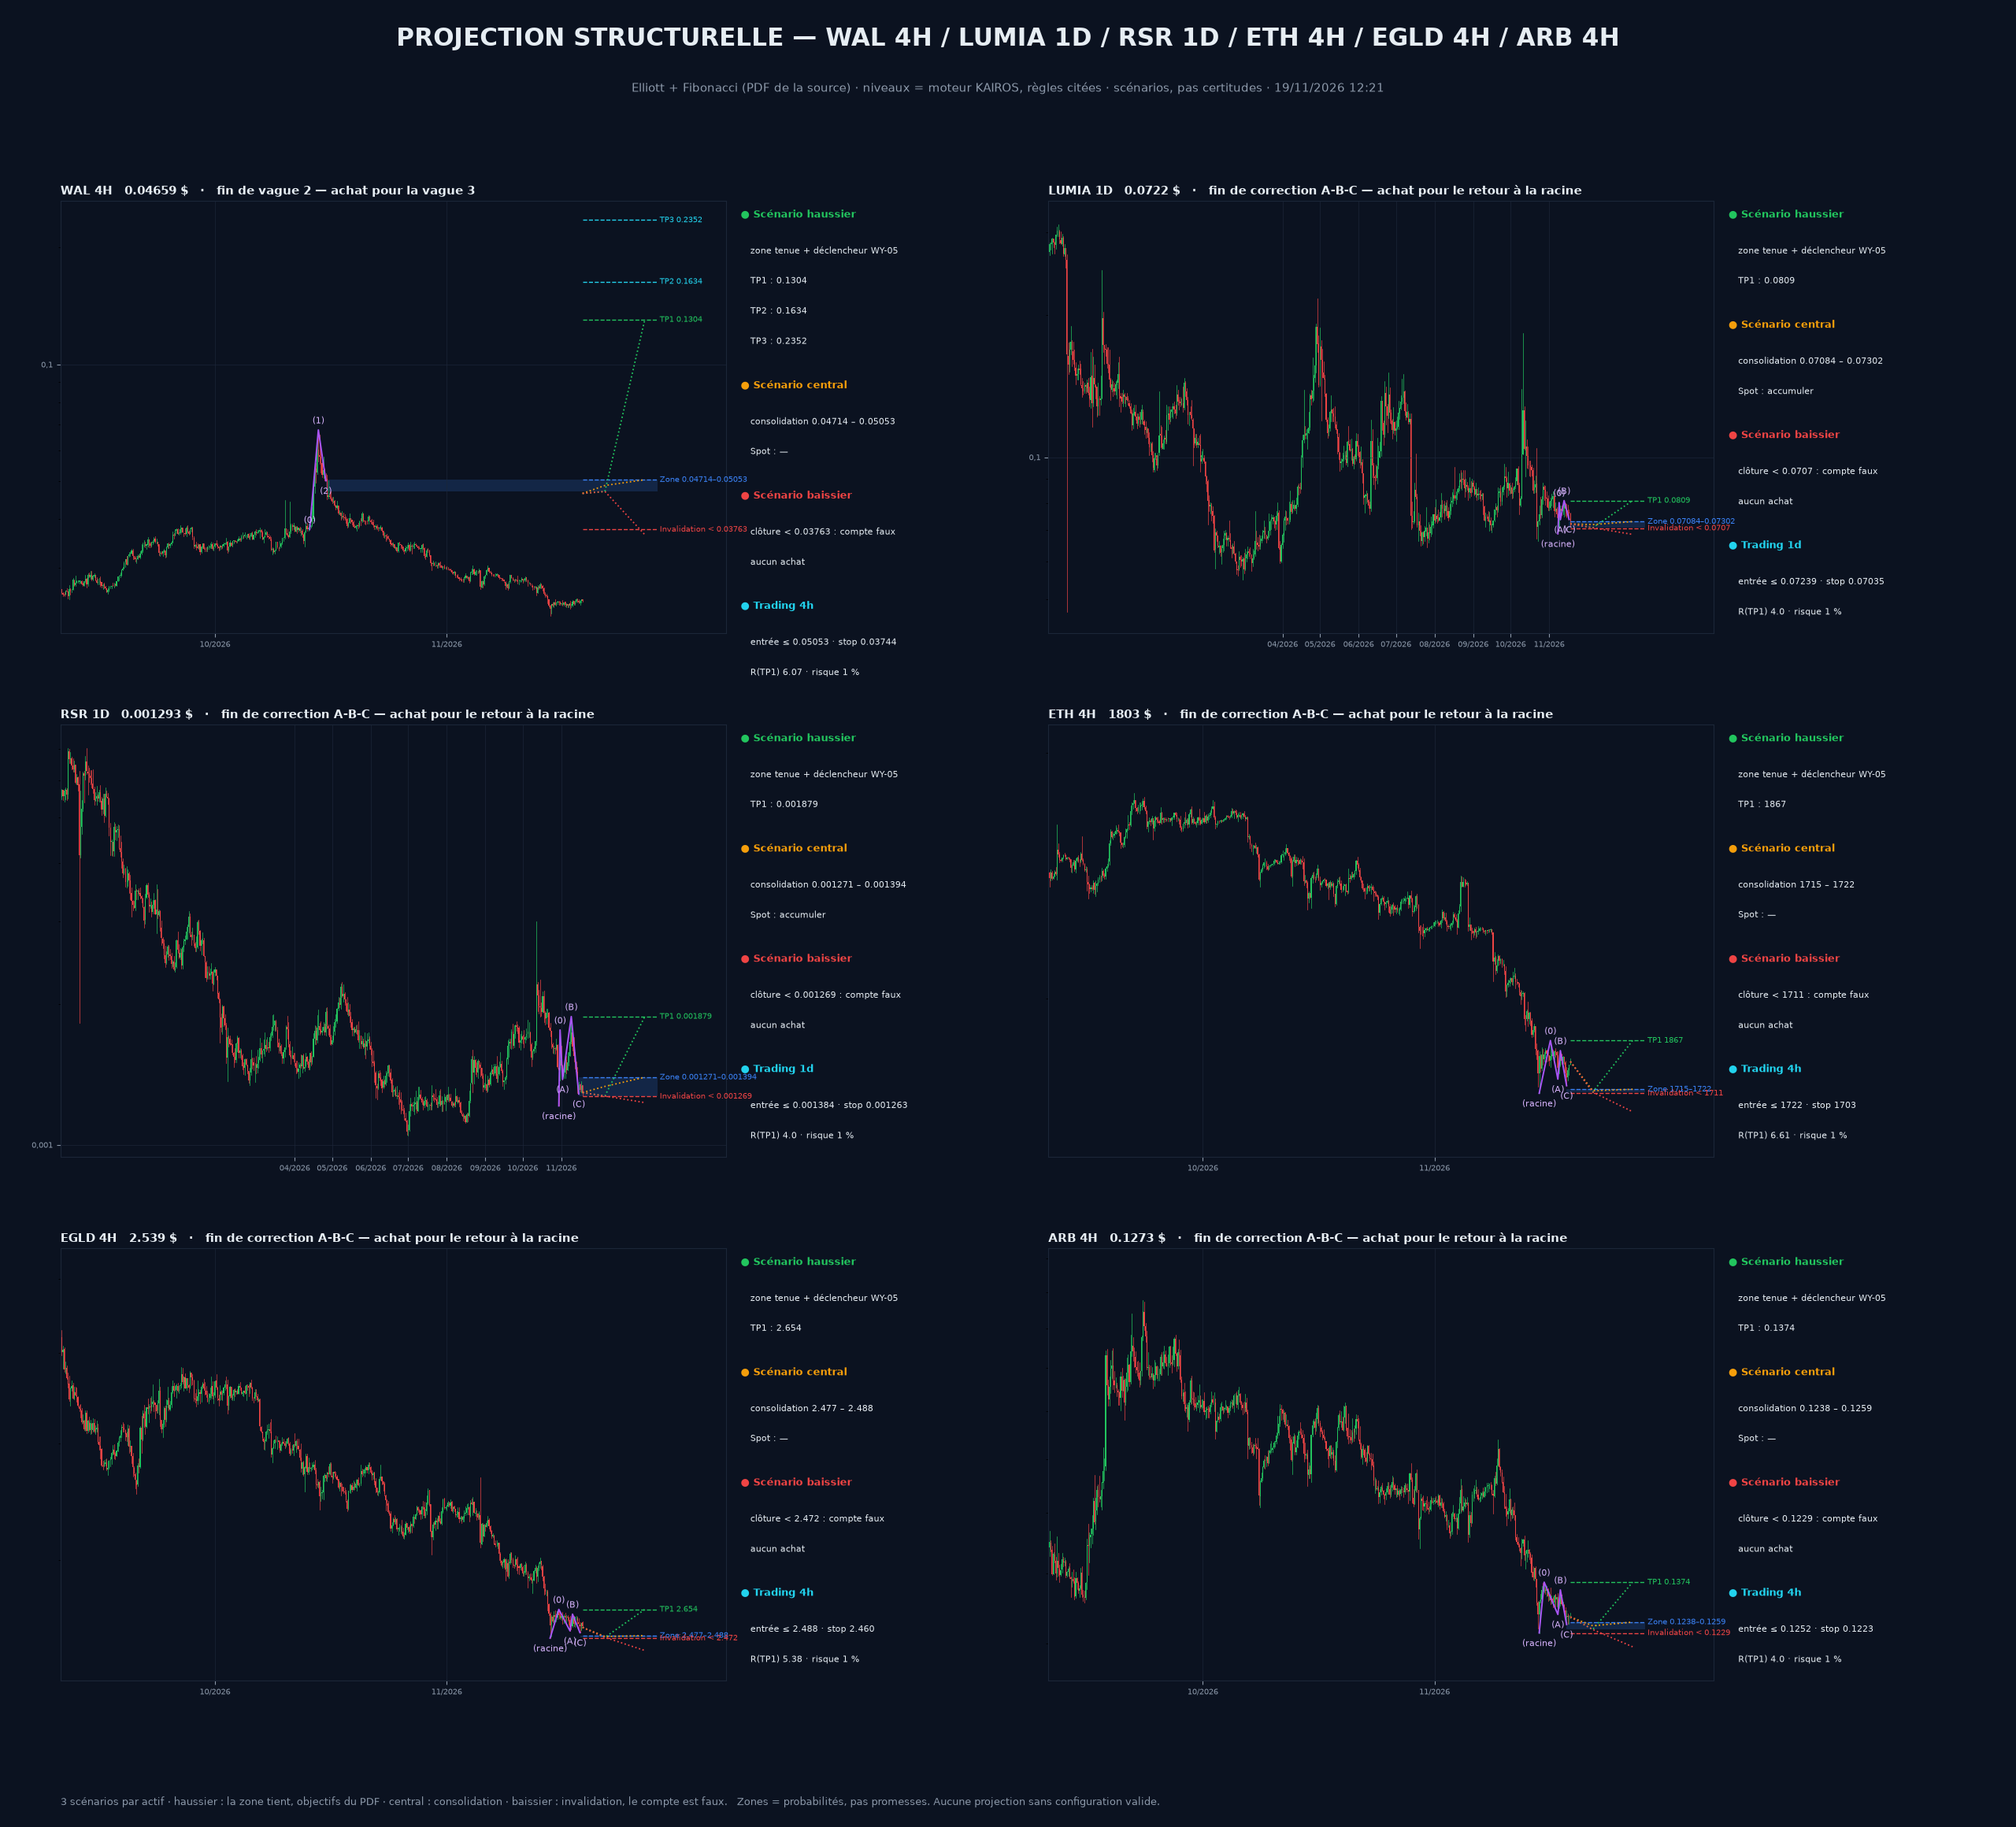 PROJECTION STRUCTURELLE — WAL 4H / LUMIA 1D / RSR 1D / ETH 4H / EGLD 4H / ARB 4H
Elliott + Fibonacci (PDF de la source) · niveaux = moteur KAIROS, règles citées · scénarios, pas certitudes · 19/11/2026 12:21
WAL 4H 0.04659 $ · fin de vague 2 — achat pour la vague 3
TP3 0.2352
TP2 0.1634
TP1 0.1304
0,1
(1)
(2)
(0)
Zone 0.04714–0.05053
Invalidation < 0.03763
10/2026 11/2026
● Scénario haussier
zone tenue + déclencheur WY-05
TP1 : 0.1304
TP2 : 0.1634
TP3 : 0.2352
● Scénario central
consolidation 0.04714 – 0.05053
Spot : —
● Scénario baissier
clôture < 0.03763 : compte faux
aucun achat
● Trading 4h
entrée ≤ 0.05053 · stop 0.03744
R(TP1) 6.07 · risque 1 %
LUMIA 1D 0.0722 $ · fin de correction A-B-C — achat pour le retour à la racine
0,1
(0)
(B)
(A)
(C)
(racine)
TP1 0.0809
Zone 0.07084–0.07302
Invalidation < 0.0707
04/2026 05/2026 06/2026 07/2026 08/2026 09/2026 10/2026 11/2026
● Scénario haussier
zone tenue + déclencheur WY-05
TP1 : 0.0809
● Scénario central
consolidation 0.07084 – 0.07302
Spot : accumuler
● Scénario baissier
clôture < 0.0707 : compte faux
aucun achat
● Trading 1d
entrée ≤ 0.07239 · stop 0.07035
R(TP1) 4.0 · risque 1 %
RSR 1D 0.001293 $ · fin de correction A-B-C — achat pour le retour à la racine
0,001
(B)
(0)
(A)
(C)
(racine)
TP1 0.001879
Zone 0.001271–0.001394
Invalidation < 0.001269
04/2026 05/2026 06/2026 07/2026 08/2026 09/2026 10/2026 11/2026
● Scénario haussier
zone tenue + déclencheur WY-05
TP1 : 0.001879
● Scénario central
consolidation 0.001271 – 0.001394
Spot : accumuler
● Scénario baissier
clôture < 0.001269 : compte faux
aucun achat
● Trading 1d
entrée ≤ 0.001384 · stop 0.001263
R(TP1) 4.0 · risque 1 %
ETH 4H 1803 $ · fin de correction A-B-C — achat pour le retour à la racine
(0)
(B)
(A)
(C)
(racine)
TP1 1867
Zone 1715–1722
Invalidation < 1711
10/2026 11/2026
● Scénario haussier
zone tenue + déclencheur WY-05
TP1 : 1867
● Scénario central
consolidation 1715 – 1722
Spot : —
● Scénario baissier
clôture < 1711 : compte faux
aucun achat
● Trading 4h
entrée ≤ 1722 · stop 1703
R(TP1) 6.61 · risque 1 %
EGLD 4H 2.539 $ · fin de correction A-B-C — achat pour le retour à la racine
(0)
(B)
(A)
(C)
(racine)
TP1 2.654
Zone 2.477–2.488
Invalidation < 2.472
10/2026 11/2026
● Scénario haussier
zone tenue + déclencheur WY-05
TP1 : 2.654
● Scénario central
consolidation 2.477 – 2.488
Spot : —
● Scénario baissier
clôture < 2.472 : compte faux
aucun achat
● Trading 4h
entrée ≤ 2.488 · stop 2.460
R(TP1) 5.38 · risque 1 %
ARB 4H 0.1273 $ · fin de correction A-B-C — achat pour le retour à la racine
(0)
(B)
(A)
(C)
(racine)
TP1 0.1374
Zone 0.1238–0.1259
Invalidation < 0.1229
10/2026 11/2026
● Scénario haussier
zone tenue + déclencheur WY-05
TP1 : 0.1374
● Scénario central
consolidation 0.1238 – 0.1259
Spot : —
● Scénario baissier
clôture < 0.1229 : compte faux
aucun achat
● Trading 4h
entrée ≤ 0.1252 · stop 0.1223
R(TP1) 4.0 · risque 1 %
3 scénarios par actif · haussier : la zone tient, objectifs du PDF · central : consolidation · baissier : invalidation, le compte est faux. Zones = probabilités, pas promesses. Aucune projection sans configuration valide.